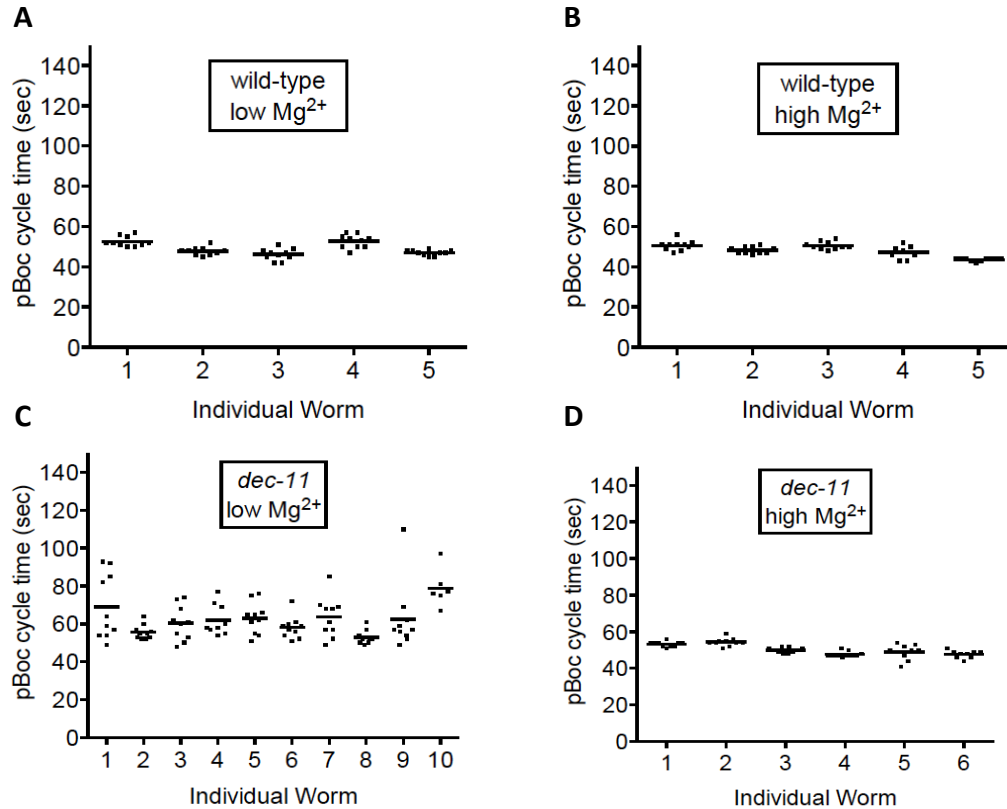 A
pBoc cycle time (sec)
140
120
100
80
60
40
20
0
wild-type
low Mg²⁺
1 2 3 4 5
Individual Worm
B
pBoc cycle time (sec)
140
120
100
80
60
40
20
0
wild-type
high Mg²⁺
1 2 3 4 5
Individual Worm
C
pBoc cycle time (sec)
140
120
100
80
60
40
20
0
dec-11
low Mg²⁺
1 2 3 4 5 6 7 8 9 10
Individual Worm
D
pBoc cycle time (sec)
140
120
100
80
60
40
20
0
dec-11
high Mg²⁺
1 2 3 4 5 6
Individual Worm